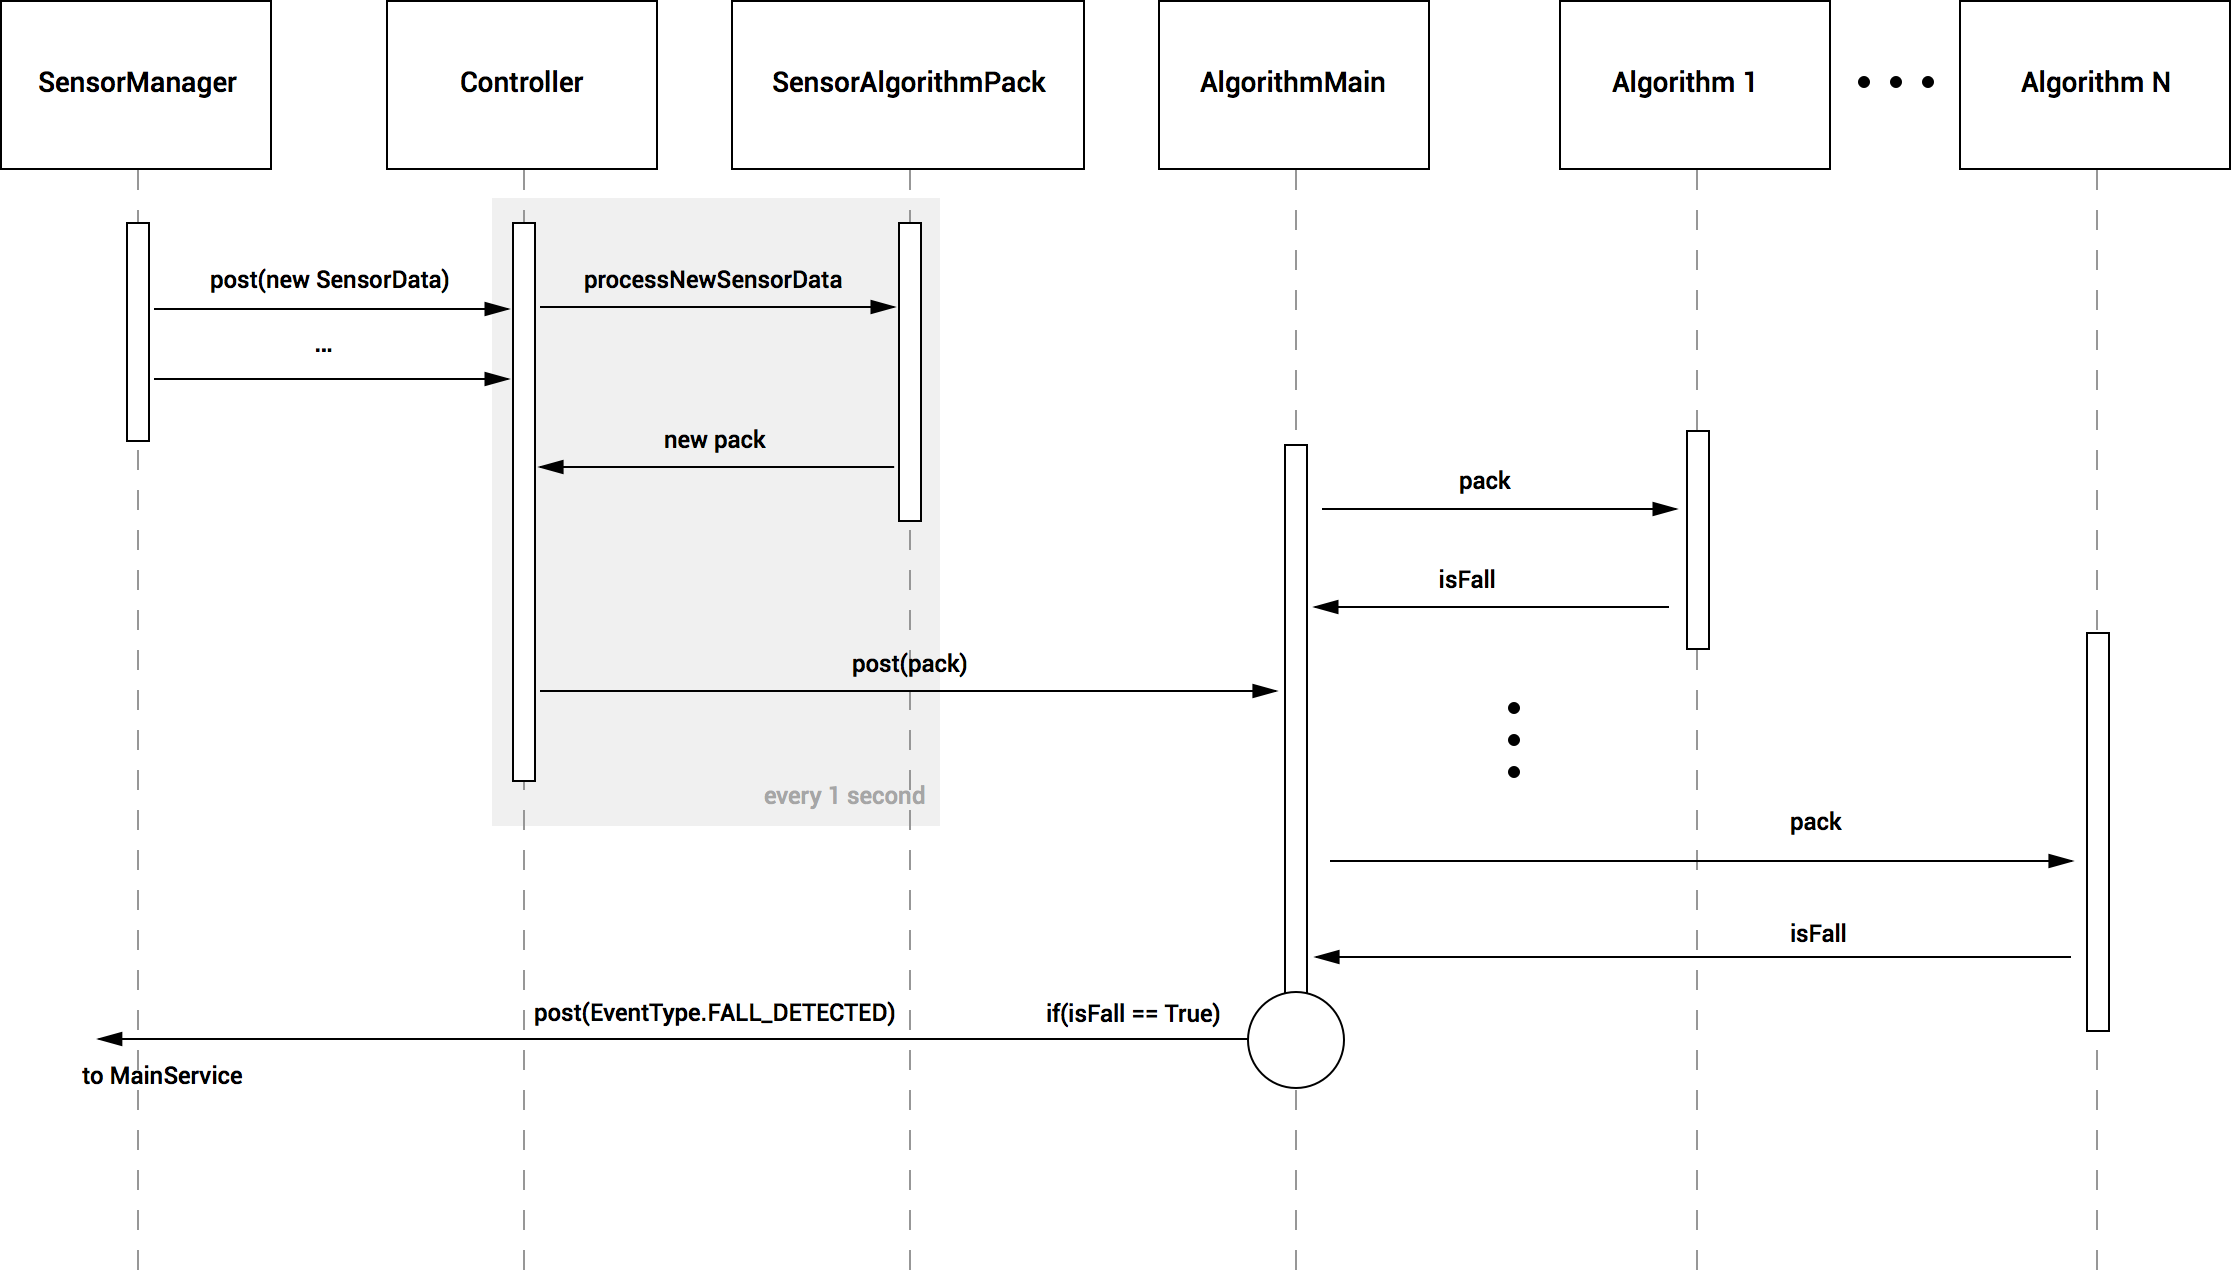 SensorManager
Controller
SensorAlgorithmPack
AlgorithmMain
Algorithm 1
Algorithm N
post(new SensorData)
processNewSensorData
...
new pack
pack
isFall
post(pack)
every 1 second
pack
isFall
post(EventType.FALL_DETECTED)
if(isFall == True)
to MainService